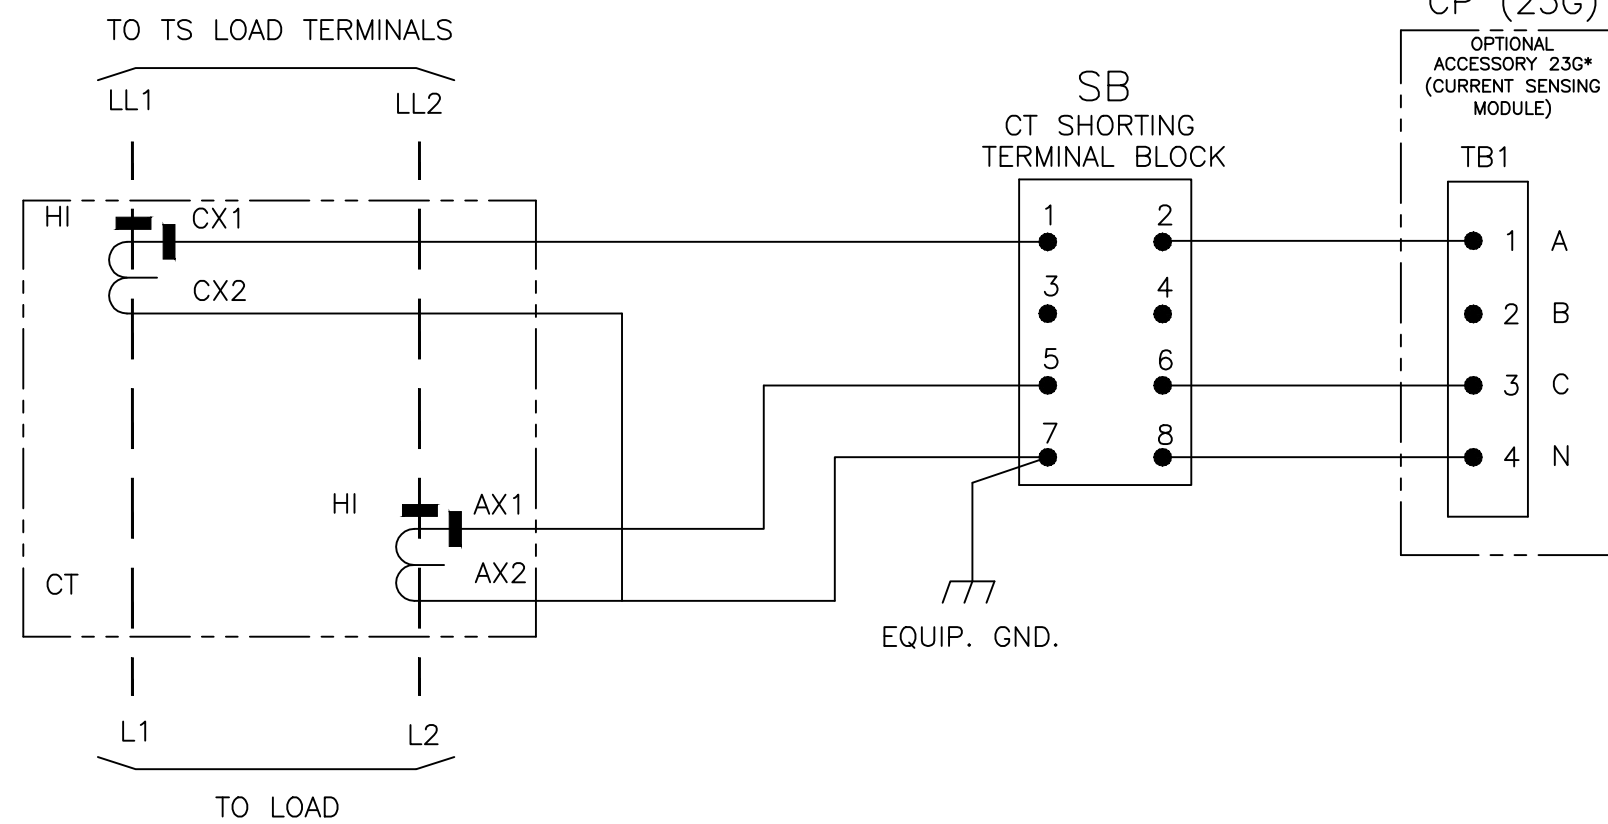 CP (23G)
TO TS LOAD TERMINALS
OPTIONAL
ACCESSORY 23G*
(CURRENT SENSING
MODULE)
LL1
LL2
SB
CT SHORTING
TERMINAL BLOCK
TB1
HI
CX1
1
2
1 A
CX2
3
4
2 B
5
6
3 C
7
8
4 N
HI
AX1
AX2
CT
EQUIP. GND.
L1
L2
TO LOAD